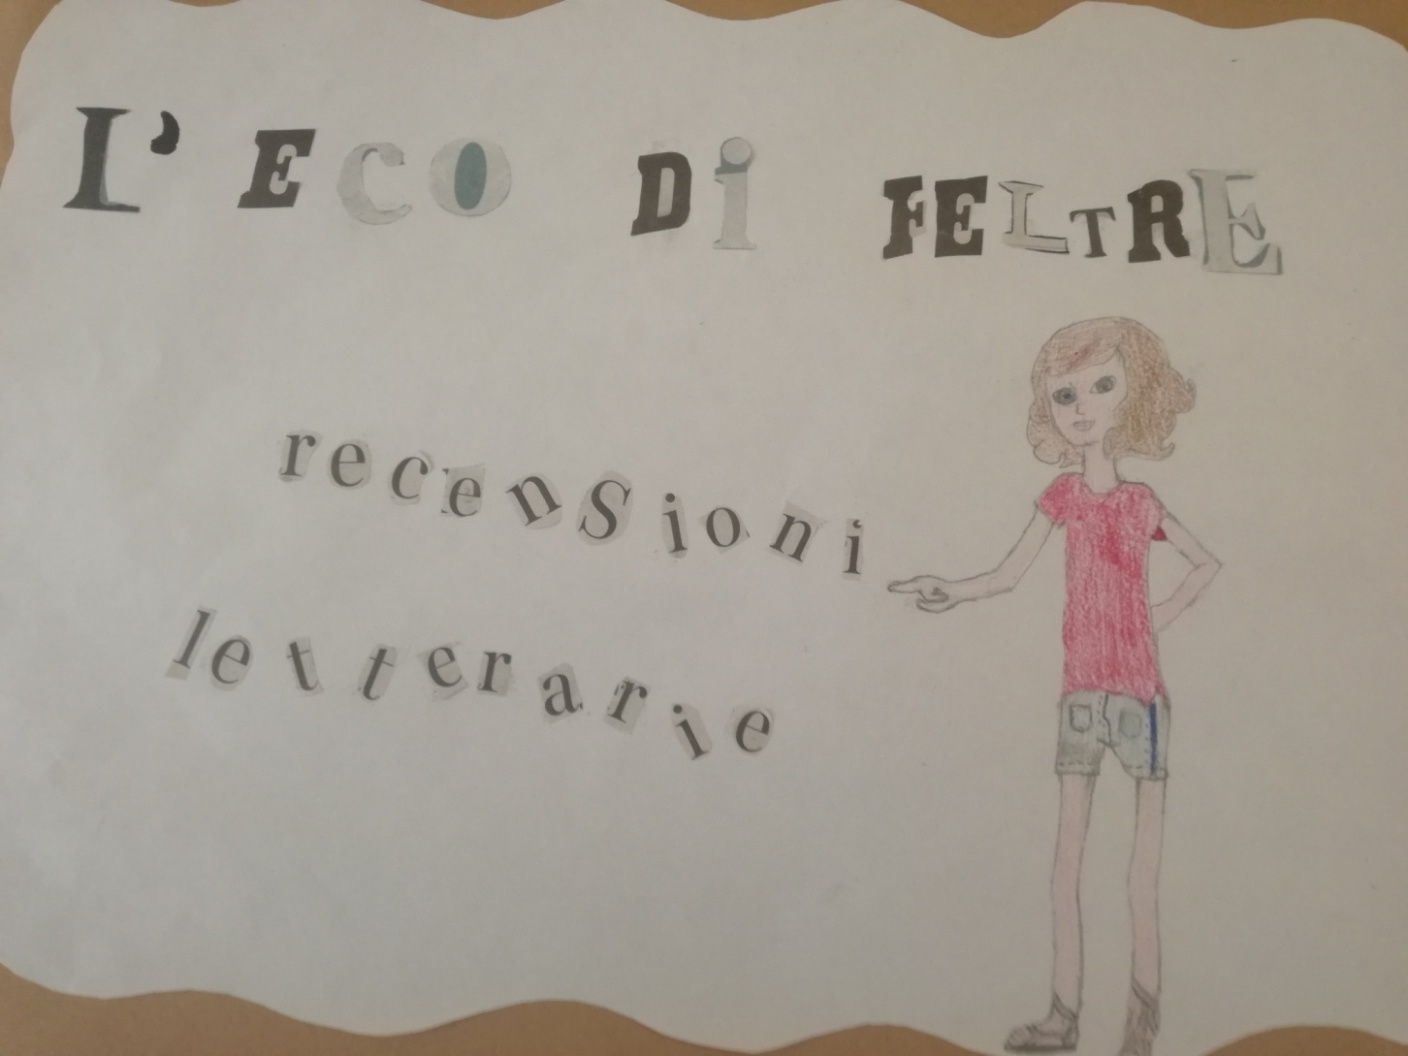 L' ECO Di FELTRE
recenSioni
letterarie